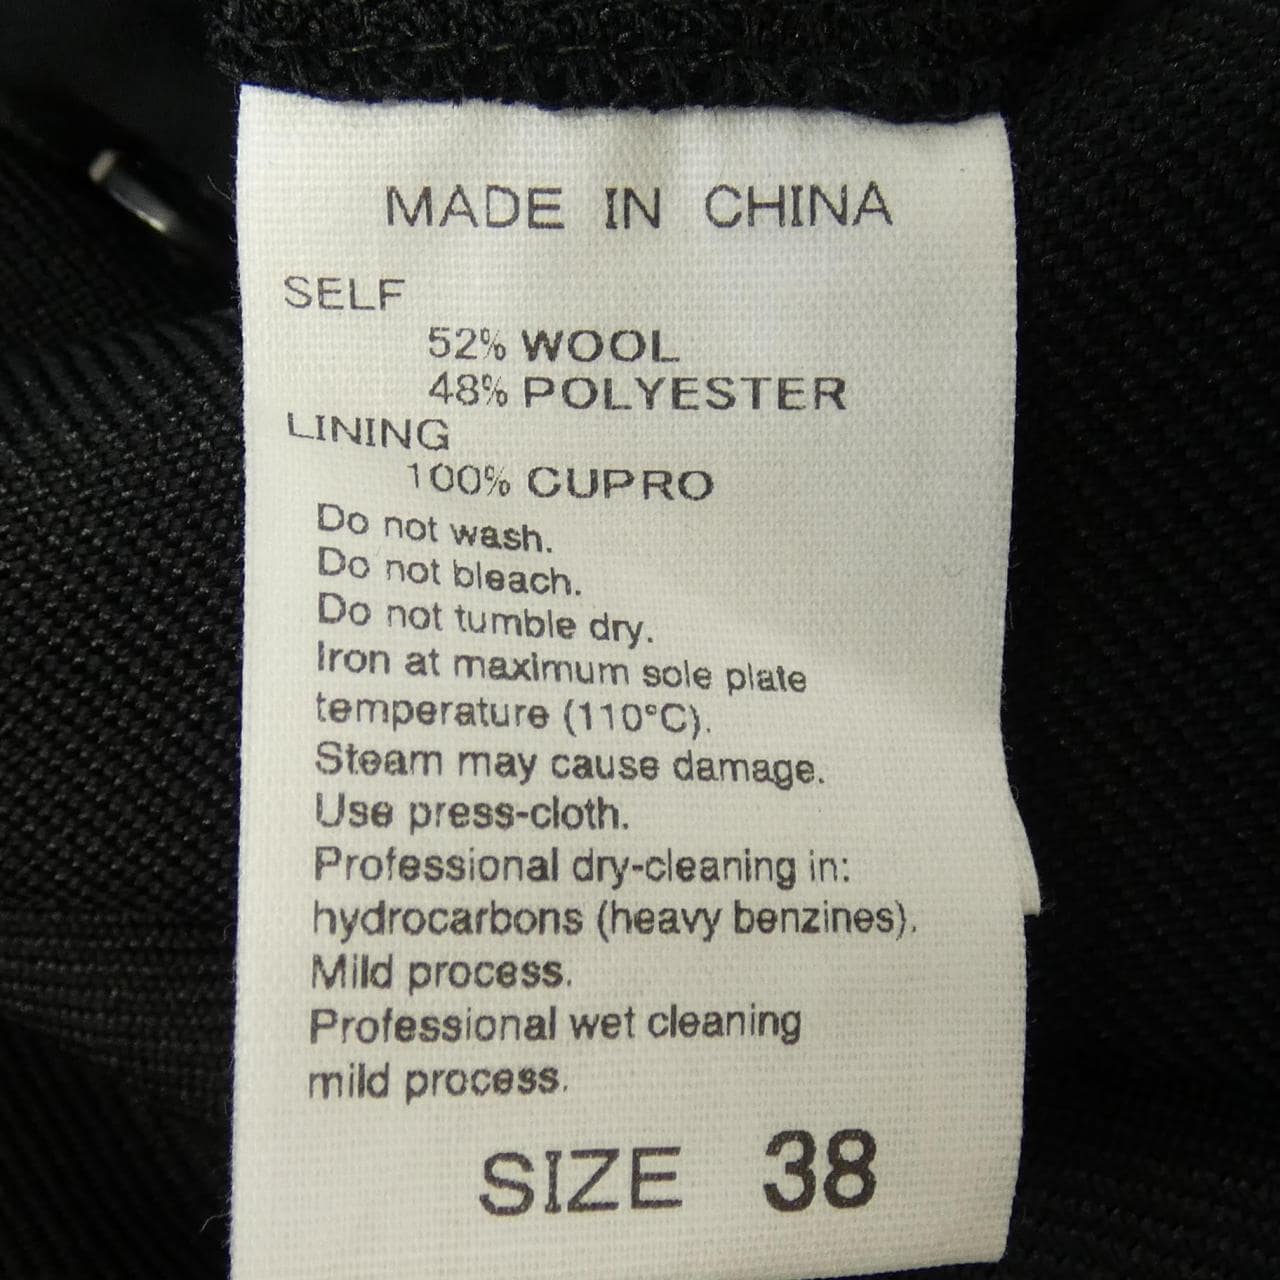 MADE IN CHINA
SELF
52% WOOL
48% POLYESTER
LINING
100% CUPRO
Do not wash.
Do not bleach.
Do not tumble dry.
Iron at maximum sole plate
temperature (110°C).
Steam may cause damage.
Use press-cloth.
Professional dry-cleaning in:
hydrocarbons (heavy benzines).
Mild process.
Professional wet cleaning
mild process.
SIZE 38